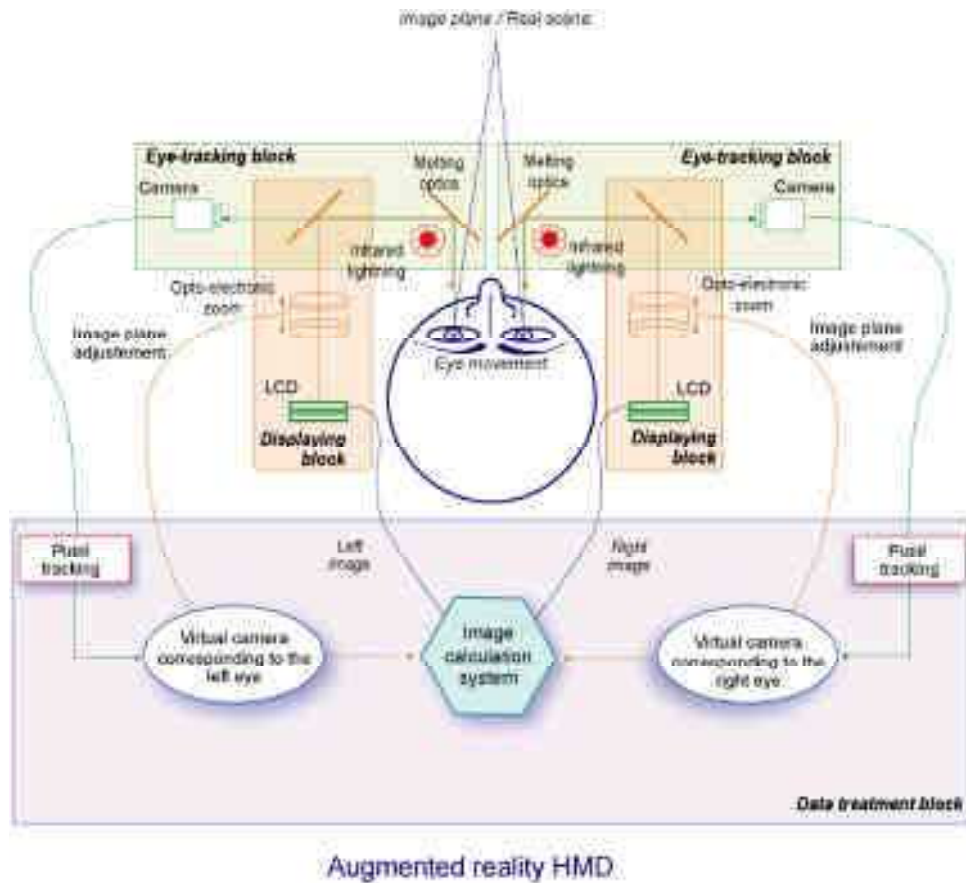 Image plane / Real scene
Eye-tracking block
Eye-tracking block
Camera
Melting
optics
Melting
optics
Camera
Infrared
lightning
Infrared
lightning
Opto-electronic
zoom
Opto-electronic
zoom
Image plane
adjustement
Image plane
adjustement
Eye movement
LCD
LCD
Displaying
block
Displaying
block
Pupil
tracking
Left
image
Right
image
Pupil
tracking
Virtual camera
corresponding to the
left eye
Image
calculation
system
Virtual camera
corresponding to the
right eye
Data treatment block
Augmented reality HMD